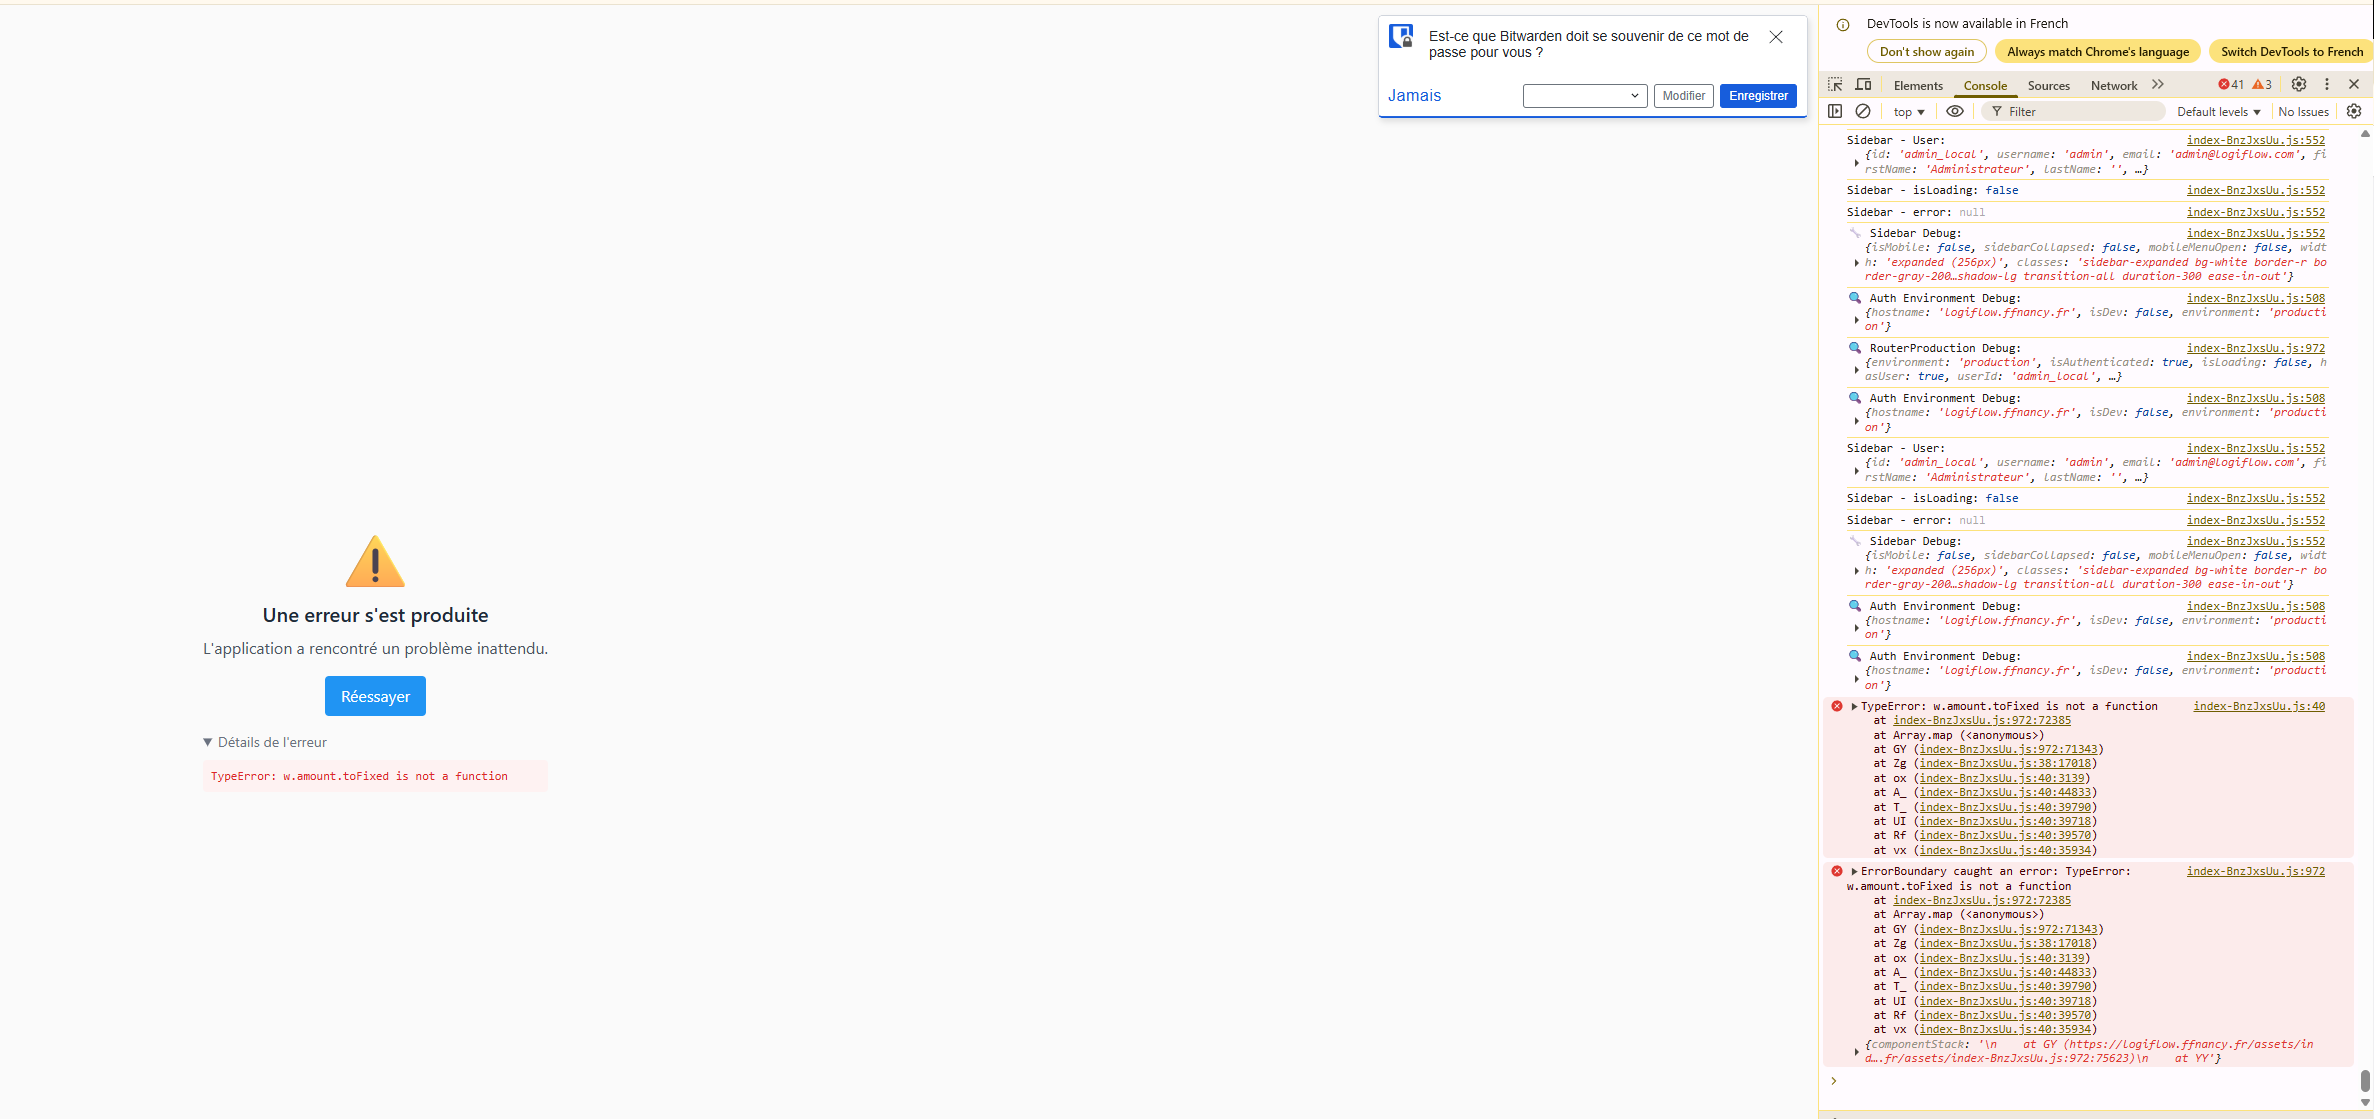 Est-ce que Bitwarden doit se souvenir de ce mot de
passe pour vous ?
Jamais
Modifier
Enregistrer
Une erreur s'est produite
L'application a rencontré un problème inattendu.
Réessayer
▼ Détails de l'erreur
TypeError: w.amount.toFixed is not a function
DevTools is now available in French
Don't show again
Always match Chrome's language
Switch DevTools to French
Elements Console Sources Network 41 3
top Filter Default levels No Issues
Sidebar - User: index-BnzJxsUu.js:552
{id: 'admin_local', username: 'admin', email: 'admin@logiflow.com', fi
rstName: 'Administrateur', lastName: '', …}
Sidebar - isLoading: false index-BnzJxsUu.js:552
Sidebar - error: null index-BnzJxsUu.js:552
Sidebar Debug: index-BnzJxsUu.js:552
{isMobile: false, sidebarCollapsed: false, mobileMenuOpen: false, widt
h: 'expanded (256px)', classes: 'sidebar-expanded bg-white border-r bo
rder-gray-200…shadow-lg transition-all duration-300 ease-in-out'}
Auth Environment Debug: index-BnzJxsUu.js:508
{hostname: 'logiflow.ffnancy.fr', isDev: false, environment: 'producti
on'}
RouterProduction Debug: index-BnzJxsUu.js:972
{environment: 'production', isAuthenticated: true, isLoading: false, h
asUser: true, userId: 'admin_local', …}
Auth Environment Debug: index-BnzJxsUu.js:508
{hostname: 'logiflow.ffnancy.fr', isDev: false, environment: 'producti
on'}
Sidebar - User: index-BnzJxsUu.js:552
{id: 'admin_local', username: 'admin', email: 'admin@logiflow.com', fi
rstName: 'Administrateur', lastName: '', …}
Sidebar - isLoading: false index-BnzJxsUu.js:552
Sidebar - error: null index-BnzJxsUu.js:552
Sidebar Debug: index-BnzJxsUu.js:552
{isMobile: false, sidebarCollapsed: false, mobileMenuOpen: false, widt
h: 'expanded (256px)', classes: 'sidebar-expanded bg-white border-r bo
rder-gray-200…shadow-lg transition-all duration-300 ease-in-out'}
Auth Environment Debug: index-BnzJxsUu.js:508
{hostname: 'logiflow.ffnancy.fr', isDev: false, environment: 'producti
on'}
Auth Environment Debug: index-BnzJxsUu.js:508
{hostname: 'logiflow.ffnancy.fr', isDev: false, environment: 'producti
on'}
TypeError: w.amount.toFixed is not a function index-BnzJxsUu.js:40
at index-BnzJxsUu.js:972:72385
at Array.map (<anonymous>)
at GY (index-BnzJxsUu.js:972:71343)
at Zg (index-BnzJxsUu.js:38:17018)
at ox (index-BnzJxsUu.js:40:3139)
at A_ (index-BnzJxsUu.js:40:44833)
at T_ (index-BnzJxsUu.js:40:39790)
at UI (index-BnzJxsUu.js:40:39718)
at Rf (index-BnzJxsUu.js:40:39570)
at vx (index-BnzJxsUu.js:40:35934)
ErrorBoundary caught an error: TypeError: index-BnzJxsUu.js:972
w.amount.toFixed is not a function
at index-BnzJxsUu.js:972:72385
at Array.map (<anonymous>)
at GY (index-BnzJxsUu.js:972:71343)
at Zg (index-BnzJxsUu.js:38:17018)
at ox (index-BnzJxsUu.js:40:3139)
at A_ (index-BnzJxsUu.js:40:44833)
at T_ (index-BnzJxsUu.js:40:39790)
at UI (index-BnzJxsUu.js:40:39718)
at Rf (index-BnzJxsUu.js:40:39570)
at vx (index-BnzJxsUu.js:40:35934)
{componentStack: '\n    at GY (https://logiflow.ffnancy.fr/assets/in
d….fr/assets/index-BnzJxsUu.js:972:75623)\n    at YY'}